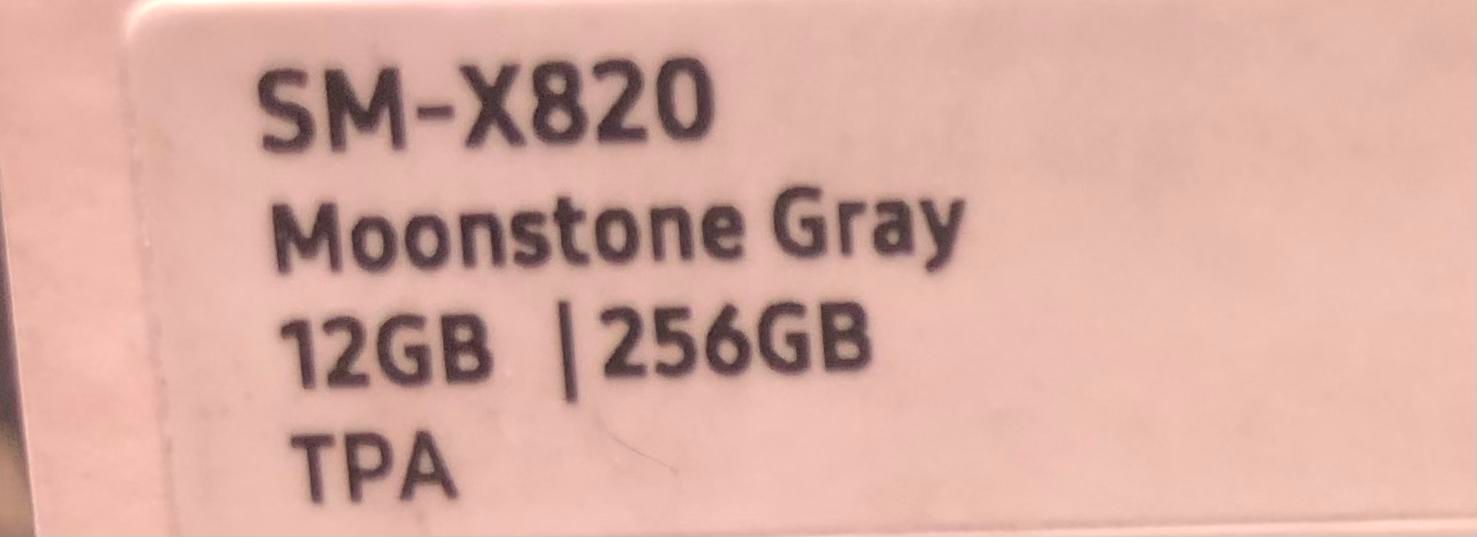 SM-X820
Moonstone Gray
12GB | 256GB
TPA